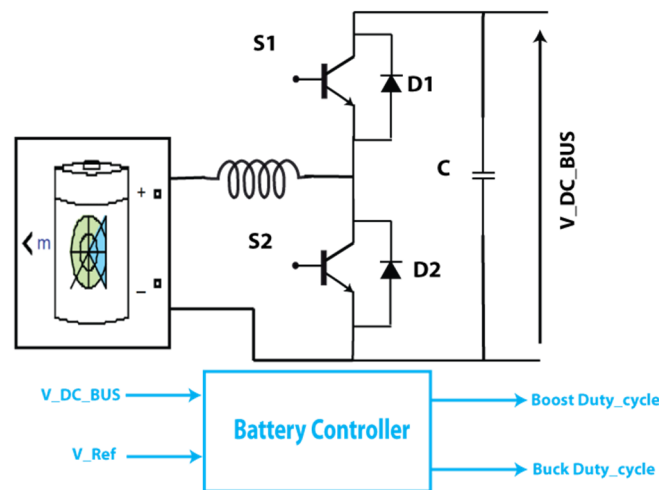 S1
D1
C
V_DC_BUS
+
m
S2
D2
–
V_DC_BUS
V_Ref
Battery Controller
Boost Duty_cycle
Buck Duty_cycle